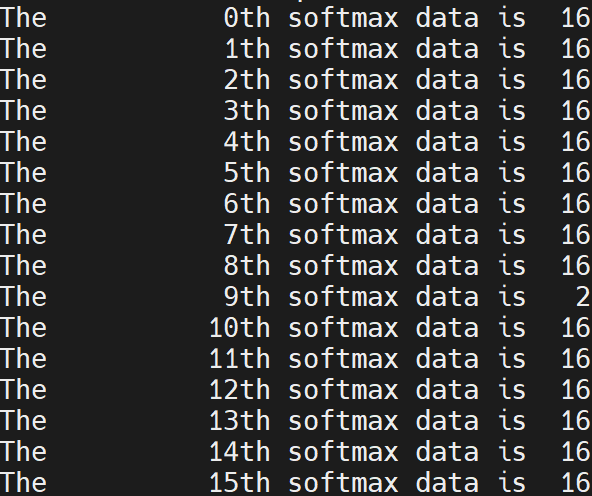 The 0th softmax data is 16
The 1th softmax data is 16
The 2th softmax data is 16
The 3th softmax data is 16
The 4th softmax data is 16
The 5th softmax data is 16
The 6th softmax data is 16
The 7th softmax data is 16
The 8th softmax data is 16
The 9th softmax data is 2
The 10th softmax data is 16
The 11th softmax data is 16
The 12th softmax data is 16
The 13th softmax data is 16
The 14th softmax data is 16
The 15th softmax data is 16